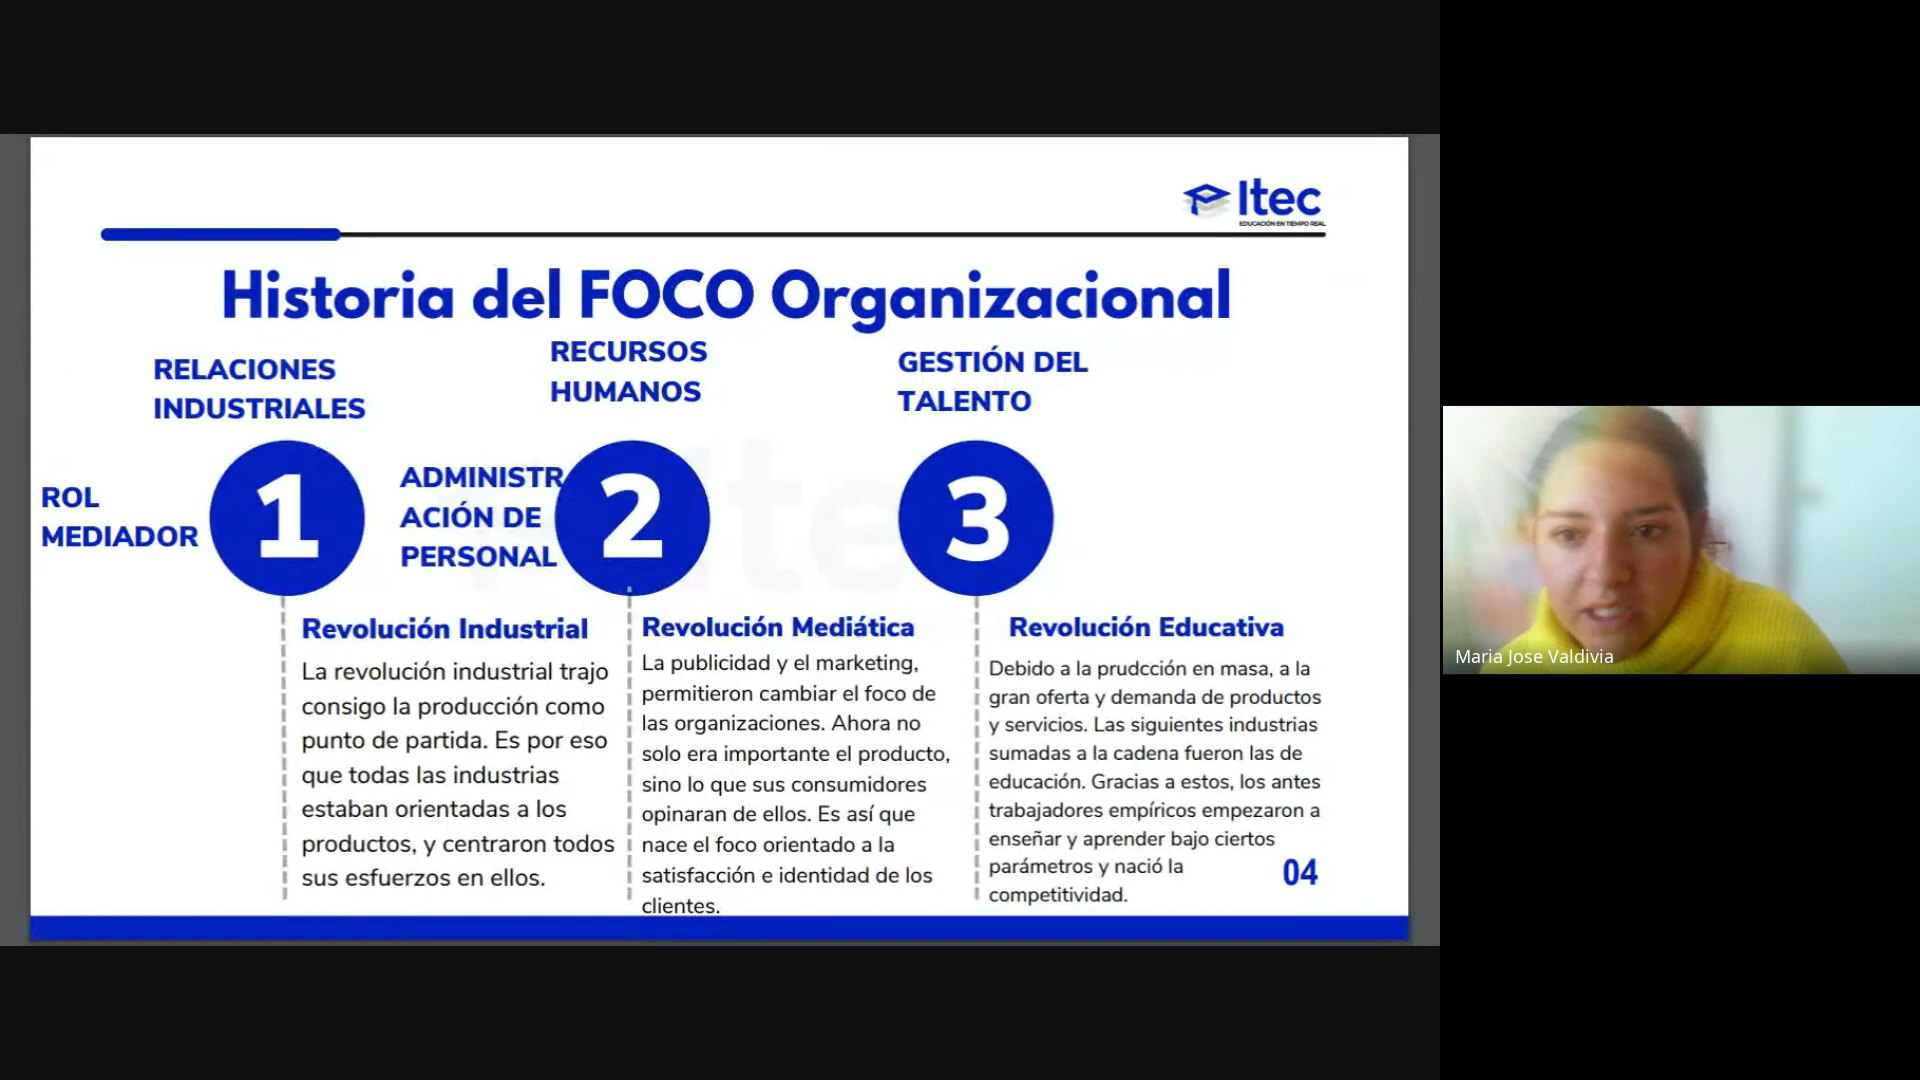 Itec
EDUCACIÓN EN TIEMPO REAL
Historia del FOCO Organizacional
RELACIONES
INDUSTRIALES
RECURSOS
HUMANOS
GESTIÓN DEL
TALENTO
ROL
MEDIADOR
1
ADMINISTR
ACIÓN DE
PERSONAL
2
3
Revolución Industrial
La revolución industrial trajo
consigo la producción como
punto de partida. Es por eso
que todas las industrias
estaban orientadas a los
productos, y centraron todos
sus esfuerzos en ellos.
Revolución Mediática
La publicidad y el marketing,
permitieron cambiar el foco de
las organizaciones. Ahora no
solo era importante el producto,
sino lo que sus consumidores
opinaran de ellos. Es así que
nace el foco orientado a la
satisfacción e identidad de los
clientes.
Revolución Educativa
Debido a la prudcción en masa, a la
gran oferta y demanda de productos
y servicios. Las siguientes industrias
sumadas a la cadena fueron las de
educación. Gracias a estos, los antes
trabajadores empíricos empezaron a
enseñar y aprender bajo ciertos
parámetros y nació la
competitividad.
04
Maria Jose Valdivia